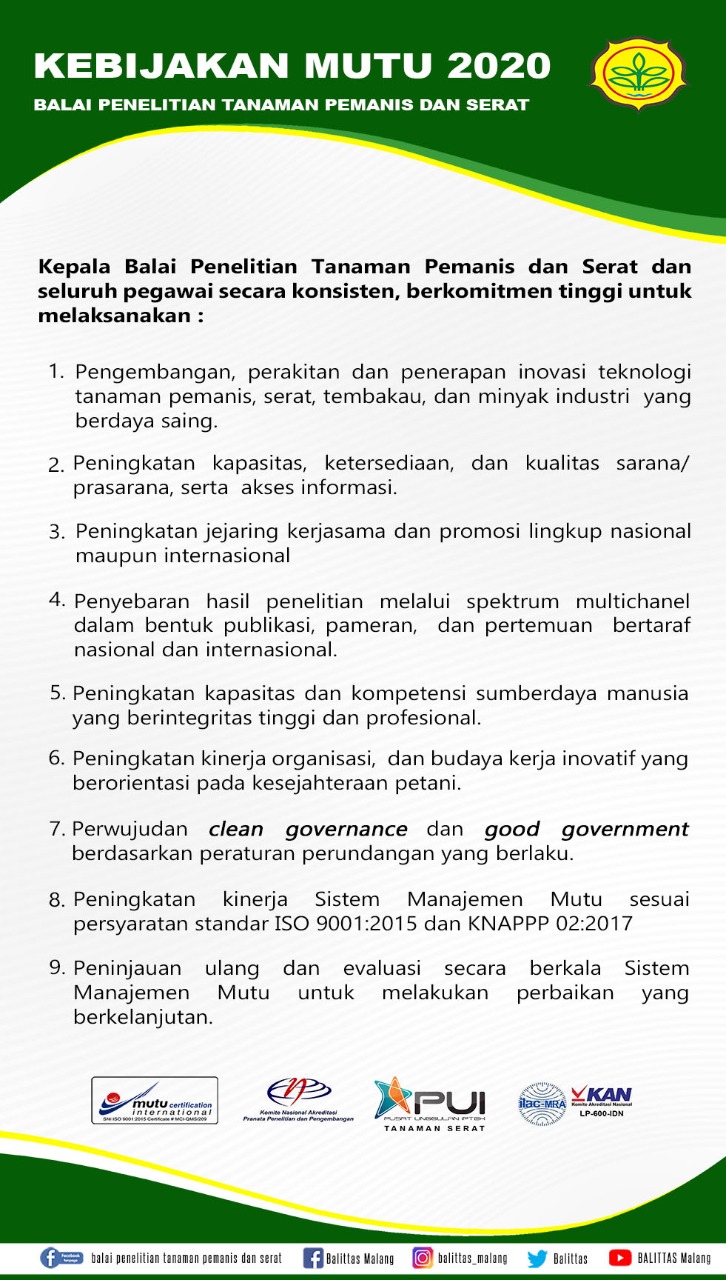 KEBIJAKAN MUTU 2020
BALAI PENELITIAN TANAMAN PEMANIS DAN SERAT
Kepala Balai Penelitian Tanaman Pemanis dan Serat dan
seluruh pegawai secara konsisten, berkomitmen tinggi untuk
melaksanakan :
1. Pengembangan, perakitan dan penerapan inovasi teknologi
tanaman pemanis, serat, tembakau, dan minyak industri yang
berdaya saing.
2. Peningkatan kapasitas, ketersediaan, dan kualitas sarana/
prasarana, serta akses informasi.
3. Peningkatan jejaring kerjasama dan promosi lingkup nasional
maupun internasional
4. Penyebaran hasil penelitian melalui spektrum multichanel
dalam bentuk publikasi, pameran, dan pertemuan bertaraf
nasional dan internasional.
5. Peningkatan kapasitas dan kompetensi sumberdaya manusia
yang berintegritas tinggi dan profesional.
6. Peningkatan kinerja organisasi, dan budaya kerja inovatif yang
berorientasi pada kesejahteraan petani.
7. Perwujudan clean governance dan good government
berdasarkan peraturan perundangan yang berlaku.
8. Peningkatan kinerja Sistem Manajemen Mutu sesuai
persyaratan standar ISO 9001:2015 dan KNAPPP 02:2017
9. Peninjauan ulang dan evaluasi secara berkala Sistem
Manajemen Mutu untuk melakukan perbaikan yang
berkelanjutan.
mutu certification
international
SNI ISO 9001:2015 Certificate # MCI-QMS/209
Komite Nasional Akreditasi
Pranata Penelitian dan Pengembangan
PUI
PUSAT UNGGULAN IPTEK
TANAMAN SERAT
ilac-MRA
KAN
Komite Akreditasi Nasional
LP-600-IDN
Facebook
fanpage
balai penelitian tanaman pemanis dan serat
Balittas Malang
balittas_malang
Balittas
BALITTAS Malang